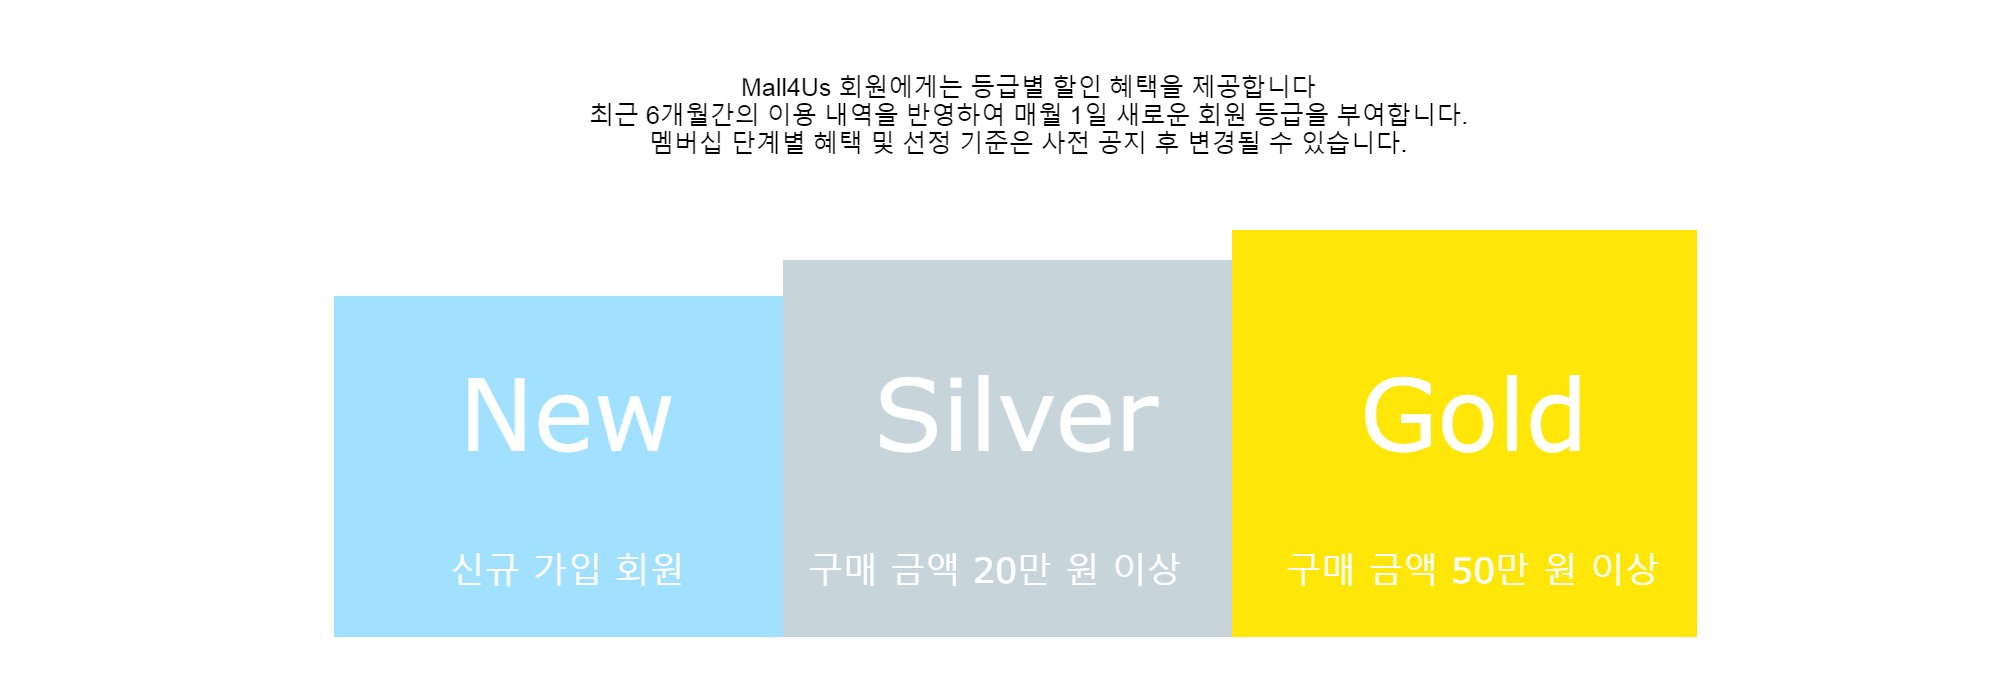 Mall4Us 회원에게는 등급별 할인 혜택을 제공합니다
최근 6개월간의 이용 내역을 반영하여 매월 1일 새로운 회원 등급을 부여합니다.
멤버십 단계별 혜택 및 선정 기준은 사전 공지 후 변경될 수 있습니다.
New
신규 가입 회원
Silver
구매 금액 20만 원 이상
Gold
구매 금액 50만 원 이상